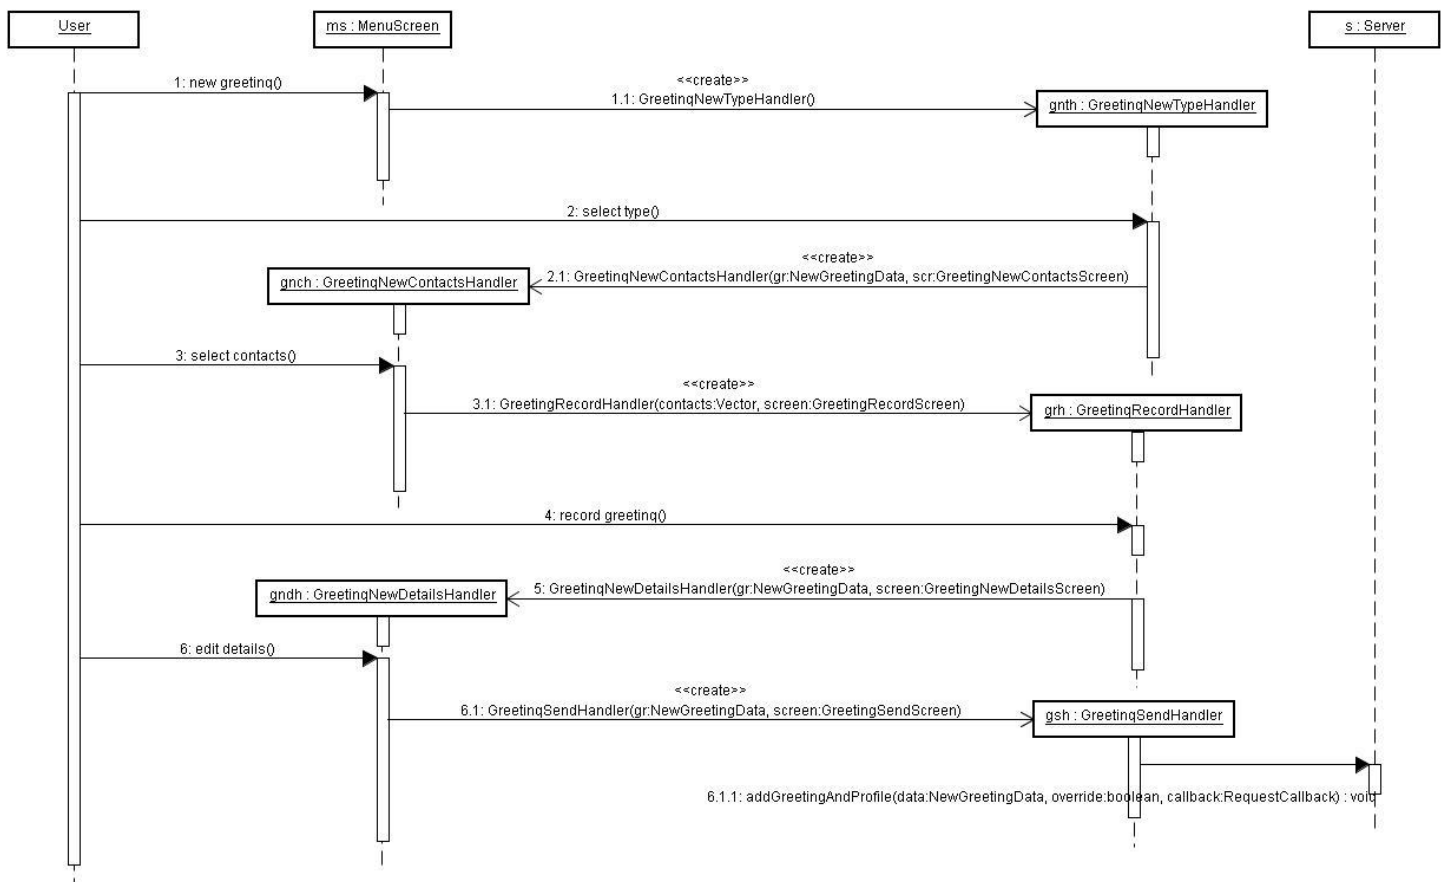 User
ms : MenuScreen
s : Server
1: new greeting()
<<create>>
1.1: GreetingNewTypeHandler()
gnth : GreetingNewTypeHandler
2: select type()
<<create>>
2.1: GreetingNewContactsHandler(gr:NewGreetingData, scr:GreetingNewContactsScreen)
gnch : GreetingNewContactsHandler
3: select contacts()
<<create>>
3.1: GreetingRecordHandler(contacts:Vector, screen:GreetingRecordScreen)
grh : GreetingRecordHandler
4: record greeting()
<<create>>
5: GreetingNewDetailsHandler(gr:NewGreetingData, screen:GreetingNewDetailsScreen)
gndh : GreetingNewDetailsHandler
6: edit details()
<<create>>
6.1: GreetingSendHandler(gr:NewGreetingData, screen:GreetingSendScreen)
gsh : GreetingSendHandler
6.1.1: addGreetingAndProfile(data:NewGreetingData, override:boolean, callback:RequestCallback) : void